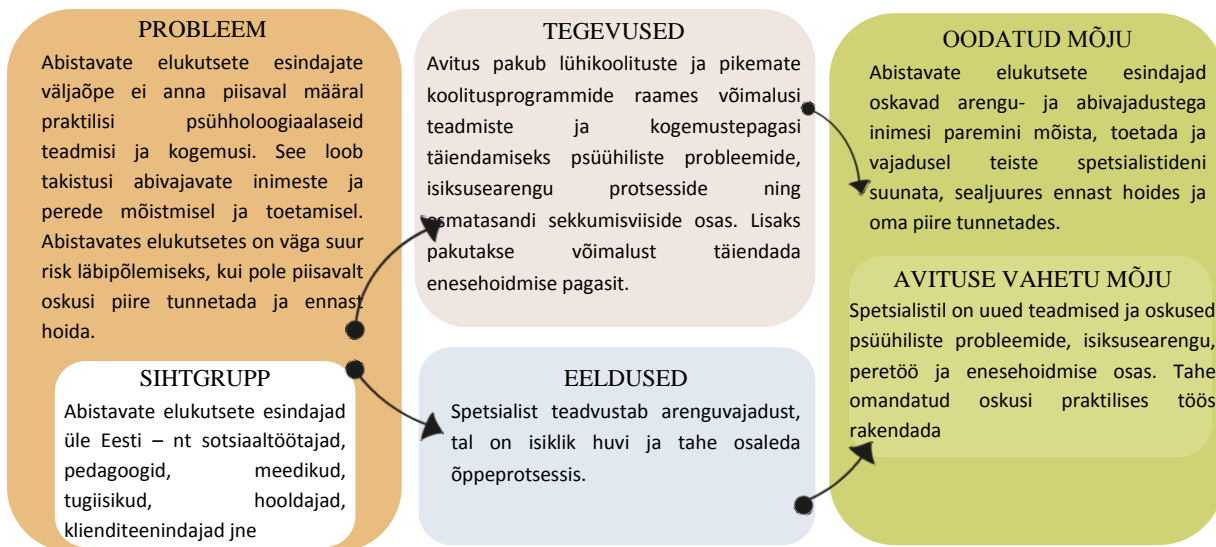 PROBLEEM
Abistavate elukutsete esindajate
väljaõpe ei anna piisaval määral
praktilisi psühholoogiaalaseid
teadmisi ja kogemusi. See loob
takistusi abivajavate inimeste ja
perede mõistmisel ja toetamisel.
Abistavates elukutsetes on väga suur
risk läbipõlemiseks, kui pole piisavalt
oskusi piire tunnetada ja ennast
hoida.
SIHTGRUPP
Abistavate elukutsete esindajad
üle Eesti – nt sotsiaaltöötajad,
pedagoogid, meedikud,
tugiisikud, hooldajad,
klienditeenindajad jne
TEGEVUSED
Avitus pakub lühikoolituste ja pikemate
koolitusprogrammide raames võimalusi
teadmiste ja kogemustepagasi
täiendamiseks psüühiliste probleemide,
isiksusearengu protsesside ning
esmatasandi sekkumisviiside osas. Lisaks
pakutakse võimalust täiendada
enesehoidmise pagasit.
EELDUSED
Spetsialist teadvustab arenguvajadust,
tal on isiklik huvi ja tahe osaleda
õppeprotsessis.
OODATUD MÕJU
Abistavate elukutsete esindajad
oskavad arengu- ja abivajadustega
inimesi paremini mõista, toetada ja
vajadusel teiste spetsialistideni
suunata, sealjuures ennast hoides ja
oma piire tunnetades.
AVITUSE VAHETU MÕJU
Spetsialistil on uued teadmised ja oskused
psüühiliste probleemide, isiksusearengu,
peretöö ja enesehoidmise osas. Tahe
omandatud oskusi praktilises töös
rakendada